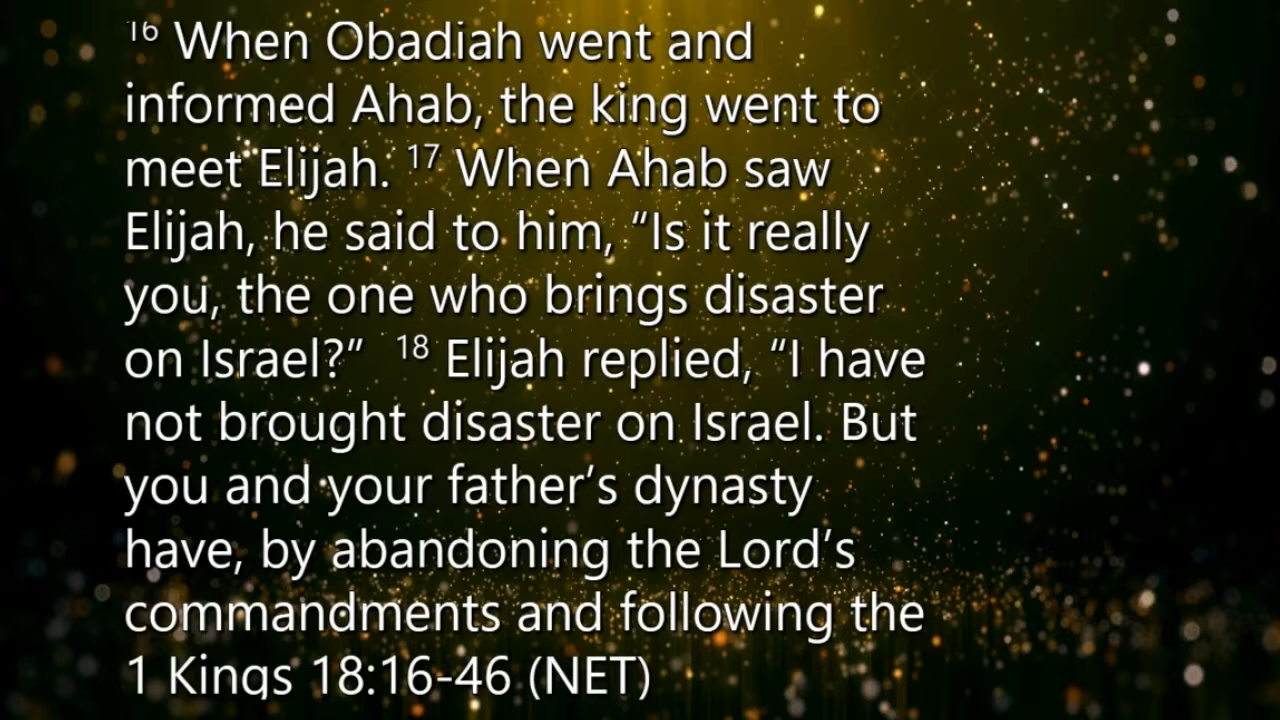 16 When Obadiah went and
informed Ahab, the king went to
meet Elijah. 17 When Ahab saw
Elijah, he said to him, “Is it really
you, the one who brings disaster
on Israel?” 18 Elijah replied, “I have
not brought disaster on Israel. But
you and your father’s dynasty
have, by abandoning the Lord’s
commandments and following the
1 Kings 18:16-46 (NET)